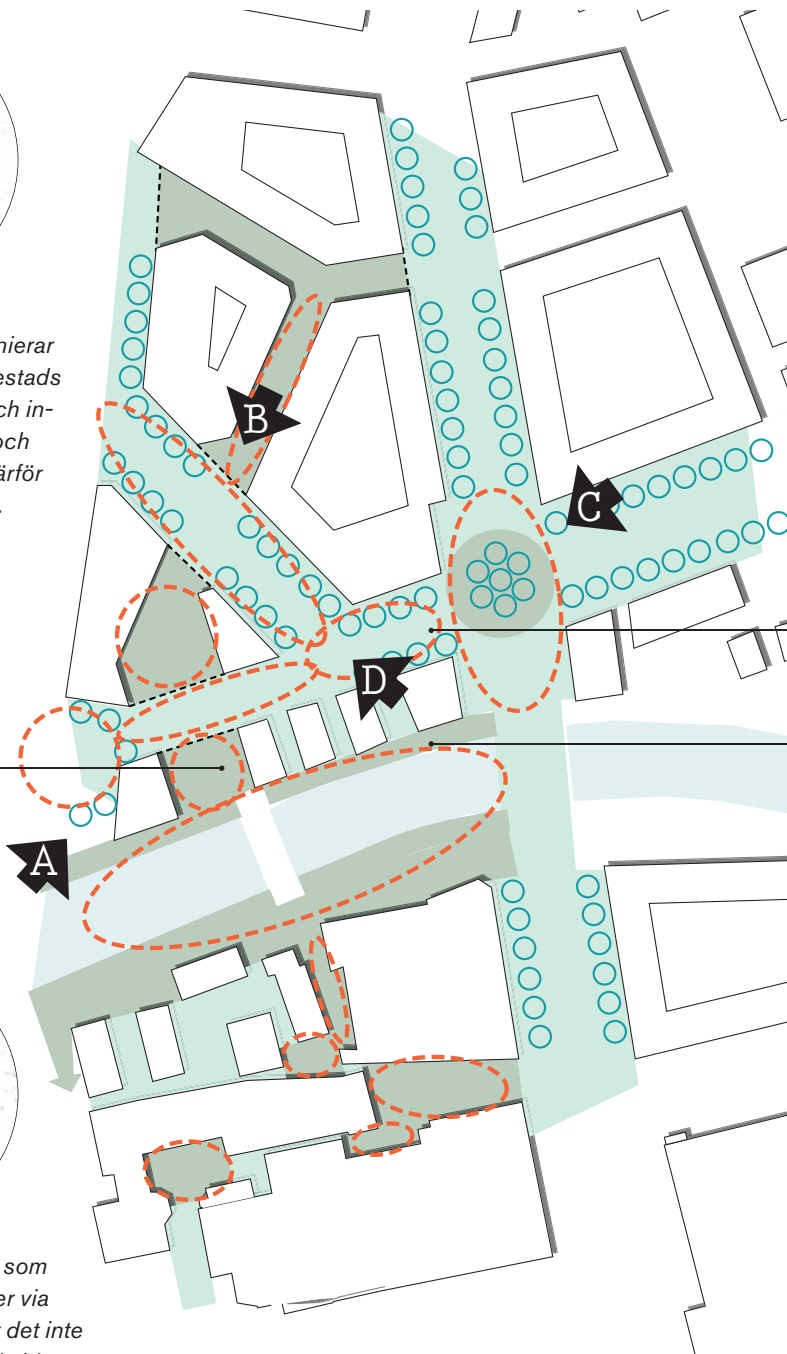 nierar
estads
ch in-
och
ärför
B
C
D
A
som
er via
det inte